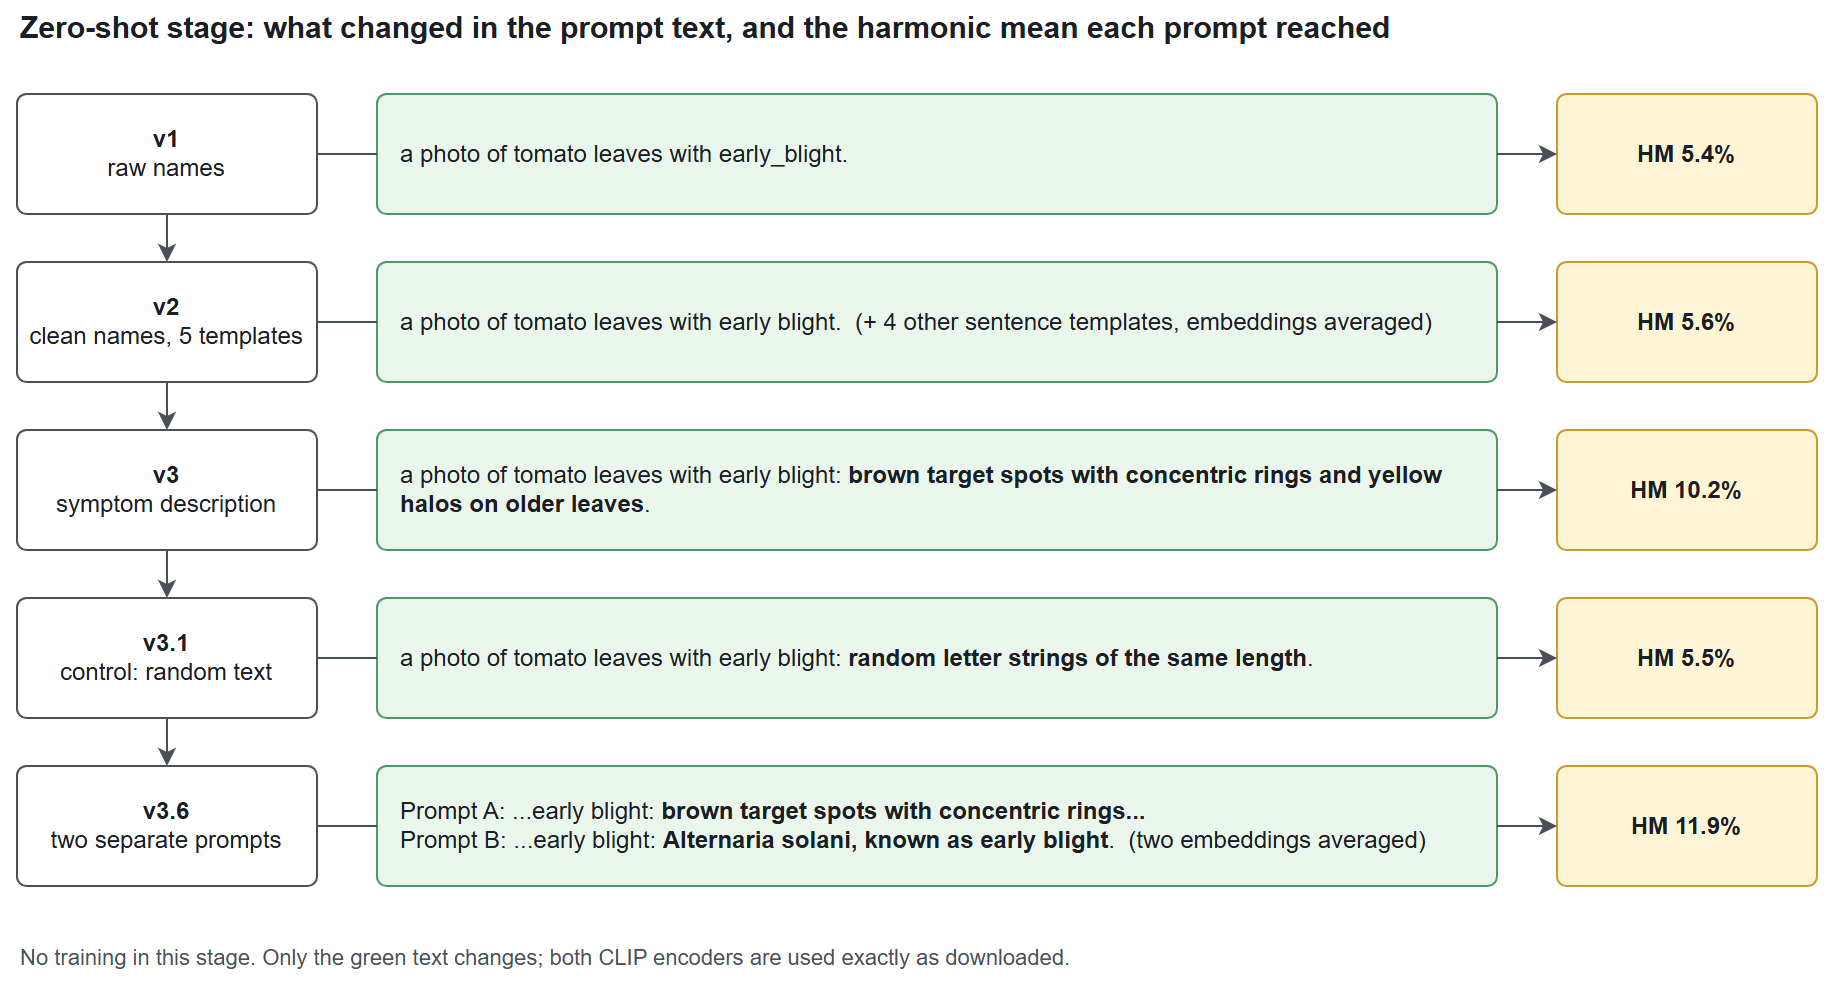 Zero-shot stage: what changed in the prompt text, and the harmonic mean each prompt reached
v1
raw names
a photo of tomato leaves with early_blight.
HM 5.4%
v2
clean names, 5 templates
a photo of tomato leaves with early blight.  (+ 4 other sentence templates, embeddings averaged)
HM 5.6%
v3
symptom description
a photo of tomato leaves with early blight: brown target spots with concentric rings and yellow
halos on older leaves.
HM 10.2%
v3.1
control: random text
a photo of tomato leaves with early blight: random letter strings of the same length.
HM 5.5%
v3.6
two separate prompts
Prompt A: ...early blight: brown target spots with concentric rings...
Prompt B: ...early blight: Alternaria solani, known as early blight.  (two embeddings averaged)
HM 11.9%
No training in this stage. Only the green text changes; both CLIP encoders are used exactly as downloaded.